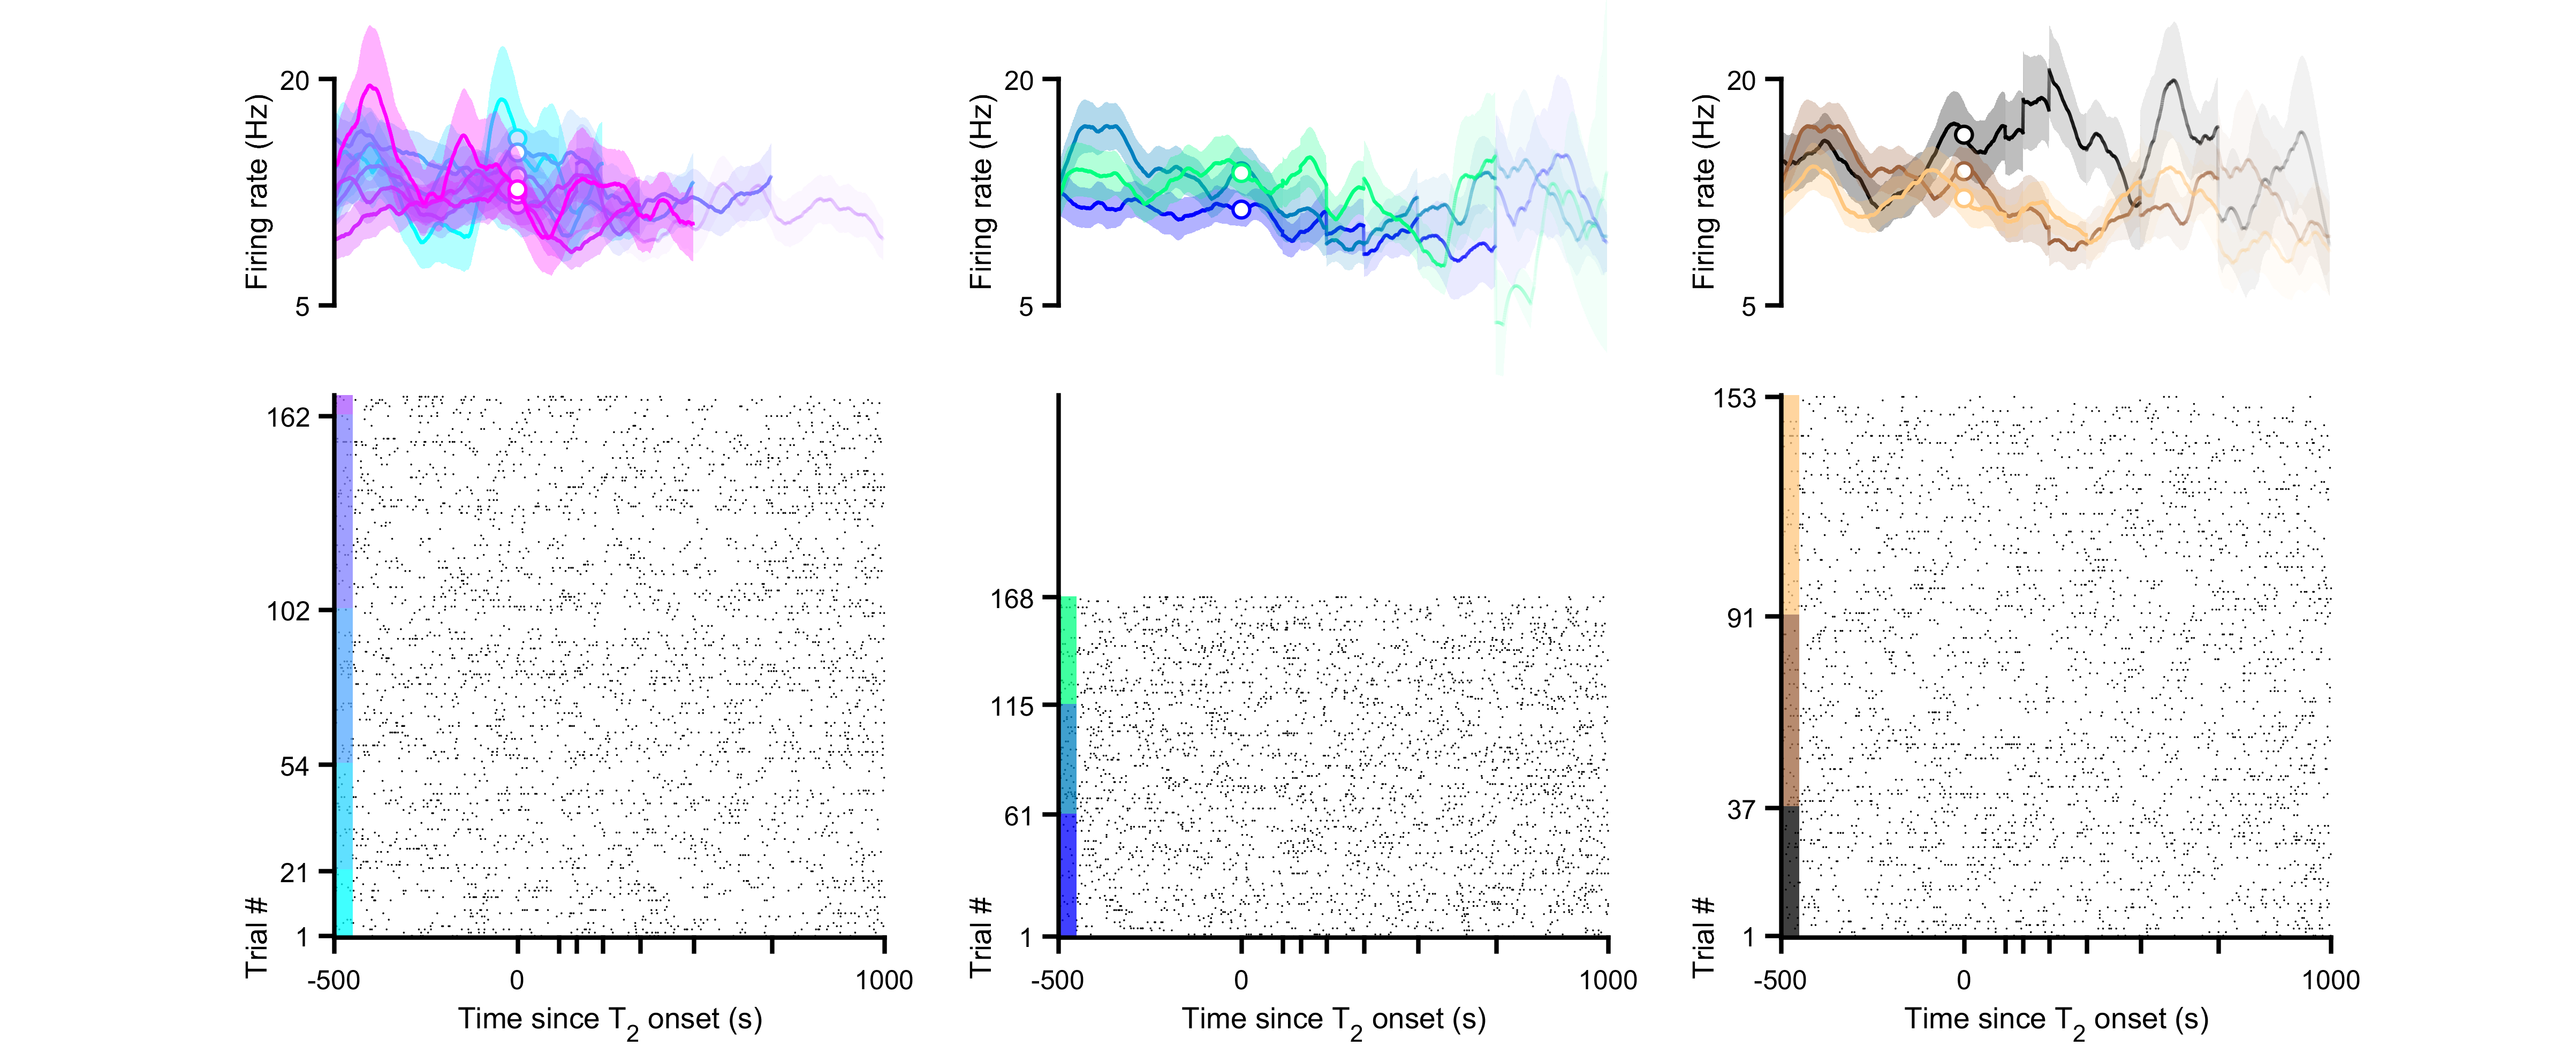 20
Firing rate (Hz)
5
20
Firing rate (Hz)
5
20
Firing rate (Hz)
5
162
102
54
21
1
Trial #
-500 0 1000
Time since T2 onset (s)
168
115
61
1
Trial #
-500 0 1000
Time since T2 onset (s)
153
91
37
1
Trial #
-500 0 1000
Time since T2 onset (s)